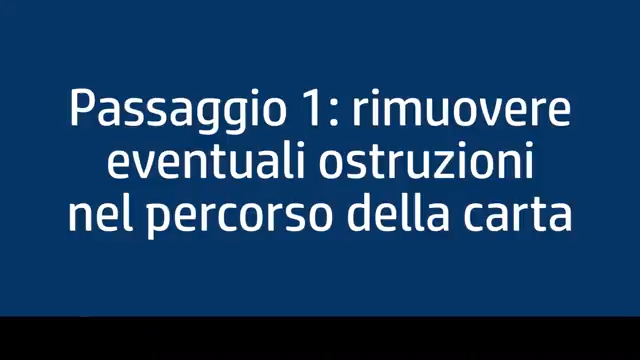 Passaggio 1: rimuovere
eventuali ostruzioni
nel percorso della carta